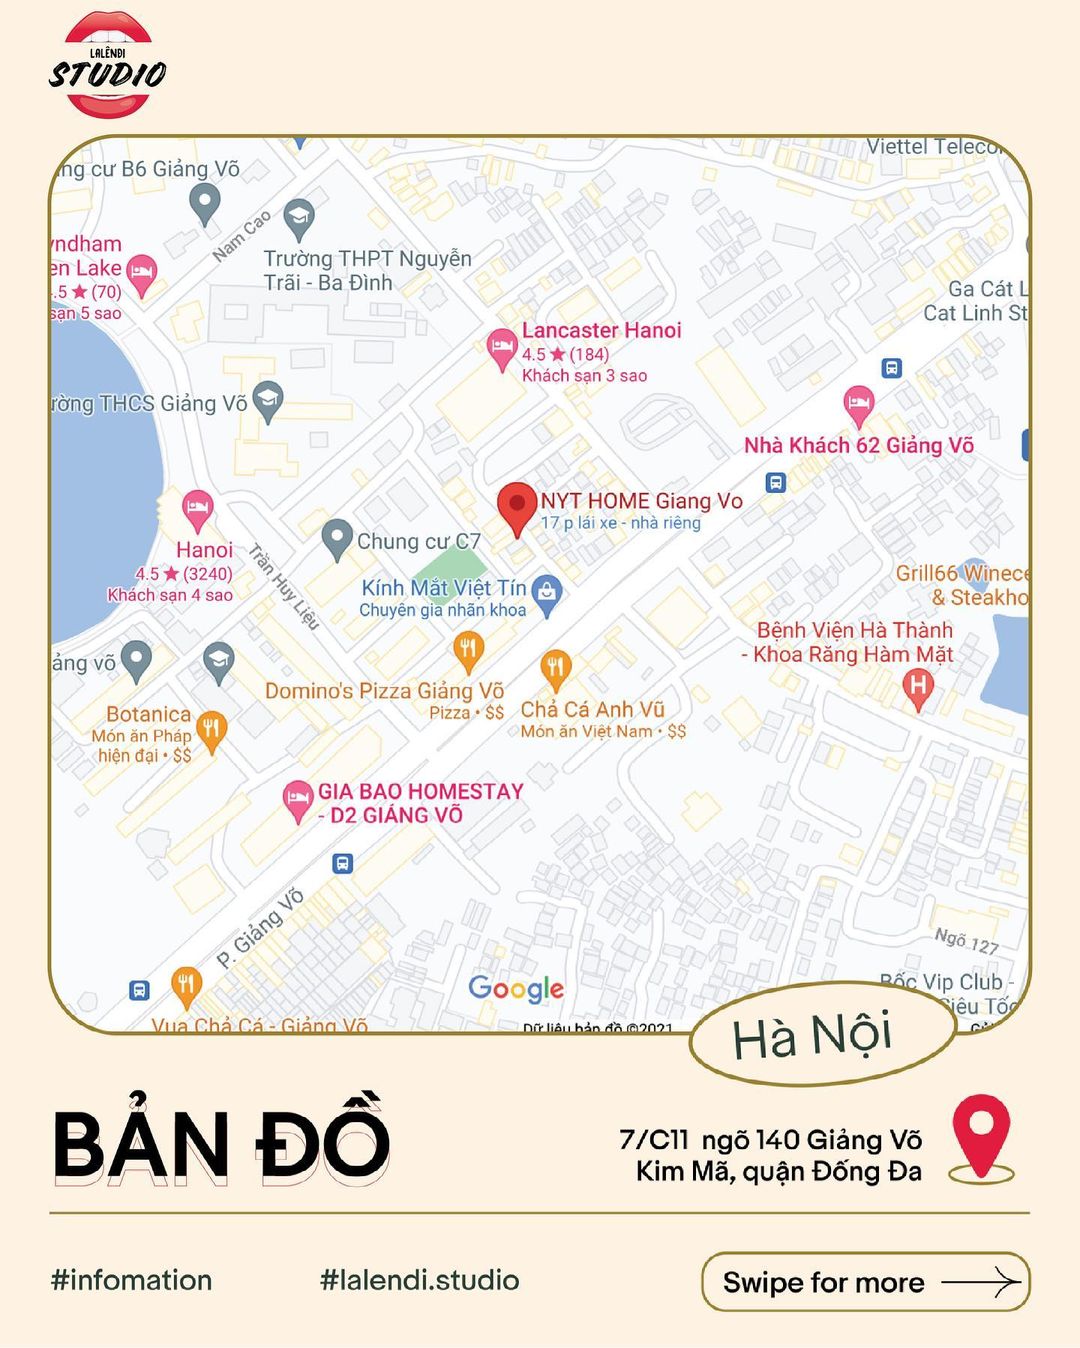 LALÊNĐI
STUDIO
Viettel Teleco
ng cư B6 Giảng Võ
Nam Cao
Trường THPT Nguyễn
Trãi - Ba Đình
ndham
en Lake
.5 ★ (70)
sạn 5 sao
Ga Cát L
Cat Linh St
Lancaster Hanoi
4.5 ★ (184)
Khách sạn 3 sao
ường THCS Giảng Võ
Nhà Khách 62 Giảng Võ
NYT HOME Giang Vo
17 p lái xe - nhà riêng
Chung cư C7
Hanoi
4.5 ★ (3240)
Khách sạn 4 sao
Trần Huy Liệu
Kính Mắt Việt Tín
Chuyên gia nhãn khoa
Grill66 Winece
& Steakho
Bệnh Viện Hà Thành
- Khoa Răng Hàm Mặt
H
ảng võ
Domino's Pizza Giảng Võ
Pizza • $$
Chả Cá Anh Vũ
Món ăn Việt Nam • $$
Botanica
Món ăn Pháp
hiện đại • $$
GIA BAO HOMESTAY
- D2 GIẢNG VÕ
P. Giảng Võ
Ngõ 127
Bốc Vip Club -
Siêu Tốc
Google
Vua Chả Cá - Giảng Võ
Dữ liệu bản đồ ©2021
Hà Nội
BẢN ĐỒ
7/C11 ngõ 140 Giảng Võ
Kim Mã, quận Đống Đa
#infomation
#lalendi.studio
Swipe for more